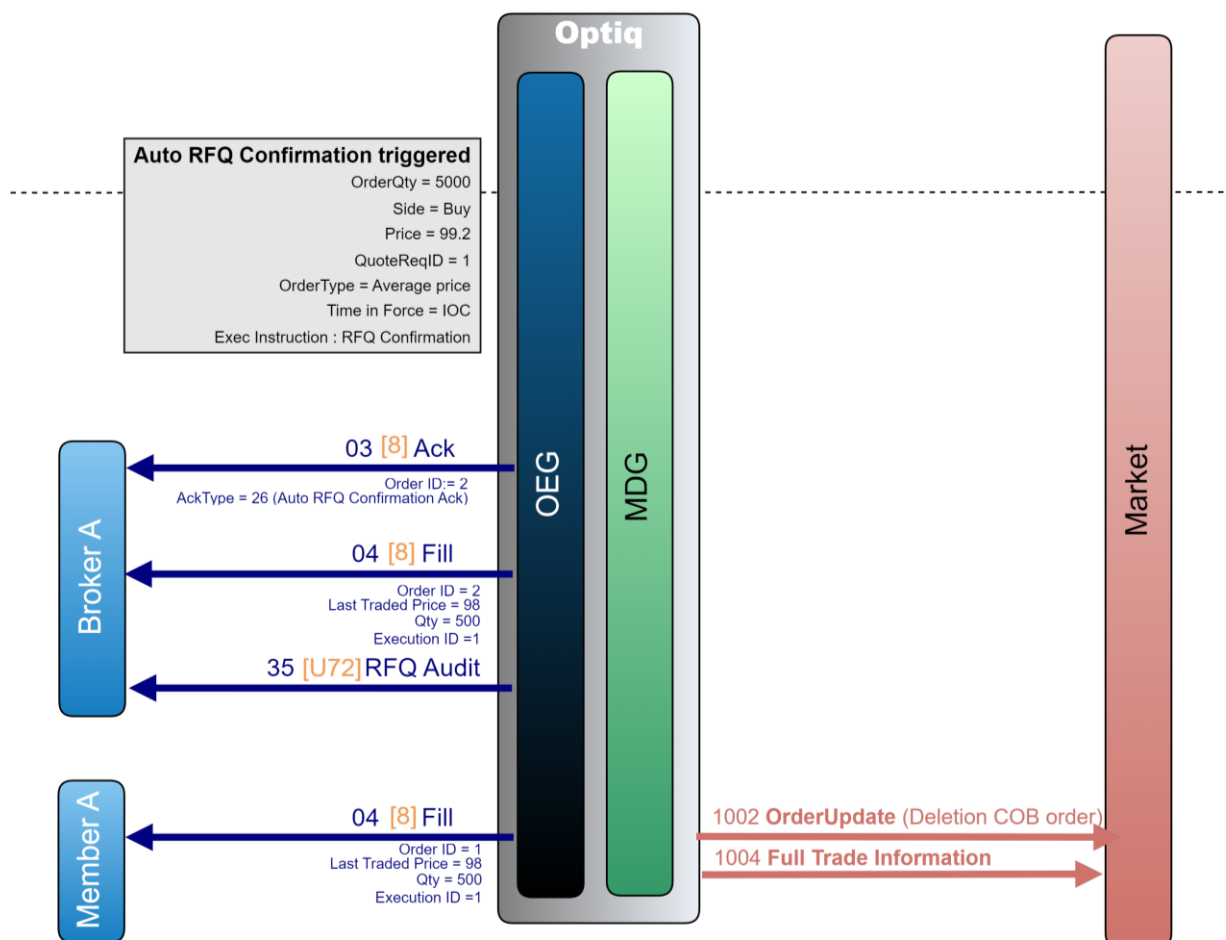 Optiq
Auto RFQ Confirmation triggered
OrderQty = 5000
Side = Buy
Price = 99.2
QuoteReqID = 1
OrderType = Average price
Time in Force = IOC
Exec Instruction : RFQ Confirmation
OEG
MDG
Market
Broker A
03 [8] Ack
Order ID:= 2
AckType = 26 (Auto RFQ Confirmation Ack)
04 [8] Fill
Order ID = 2
Last Traded Price = 98
Qty = 500
Execution ID =1
35 [U72] RFQ Audit
Member A
04 [8] Fill
Order ID = 1
Last Traded Price = 98
Qty = 500
Execution ID =1
1002 OrderUpdate (Deletion COB order)
1004 Full Trade Information